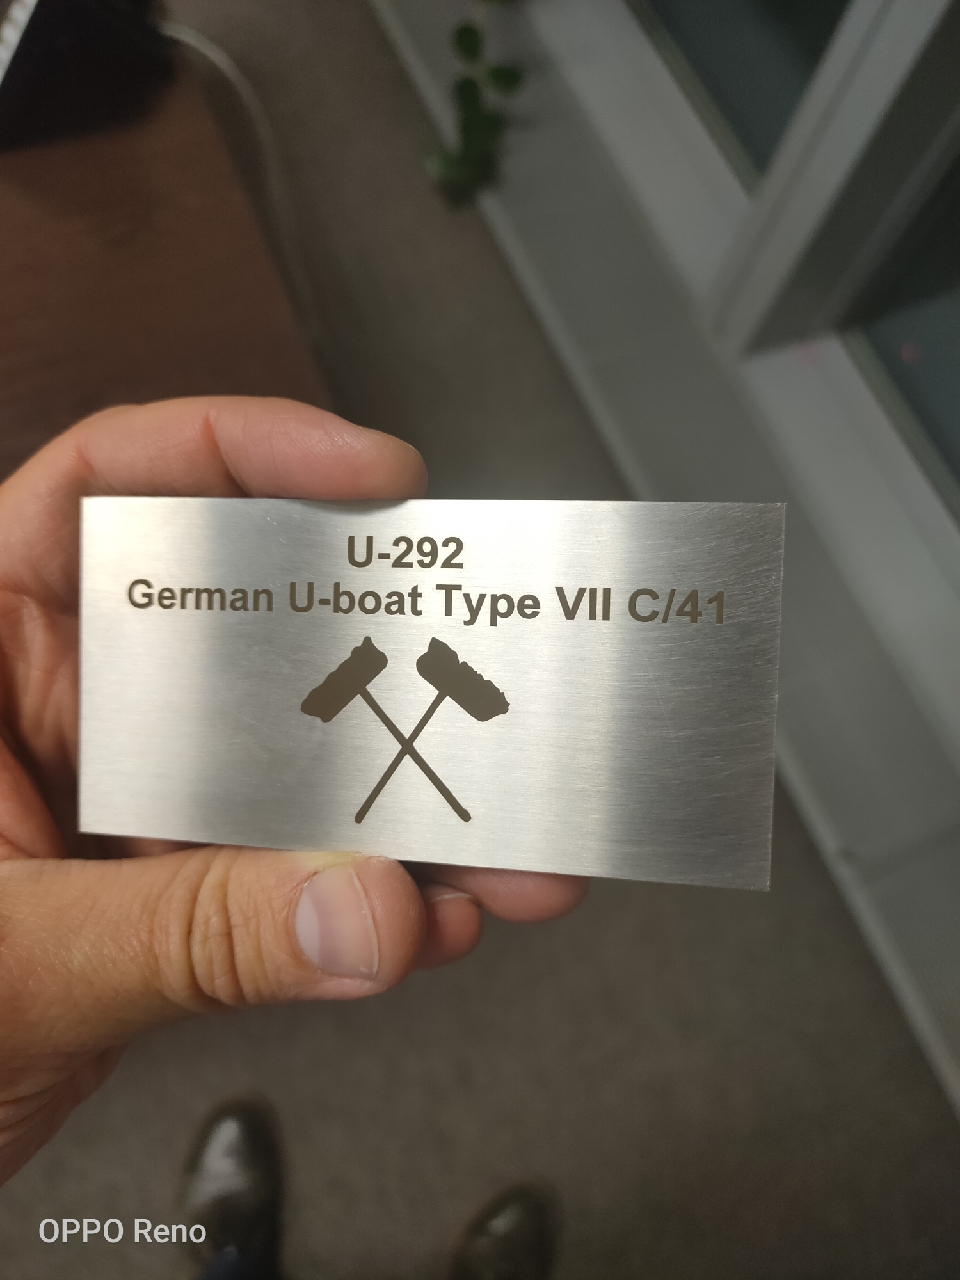 U-292
German U-boat Type VII C/41
OPPO Reno